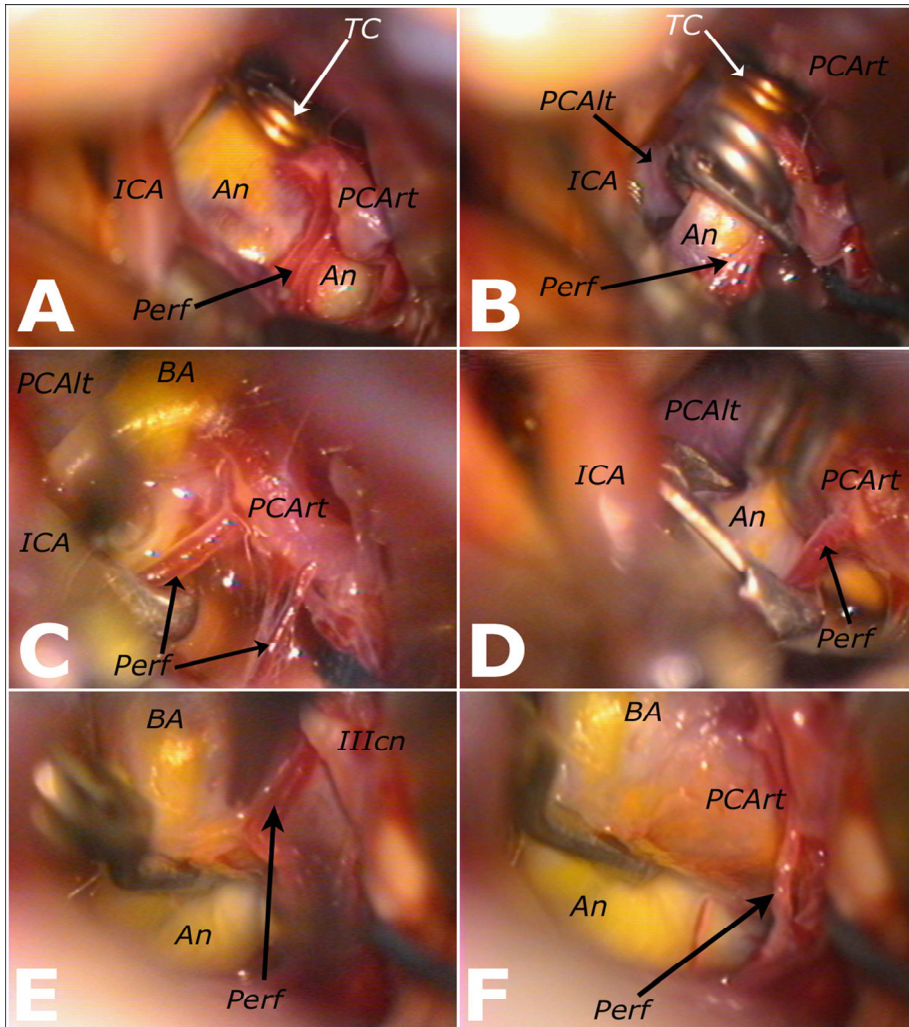 TC
ICA
An
PCArt
An
Perf
A
TC
PCArt
PCAlt
ICA
An
Perf
B
BA
PCAlt
PCArt
ICA
Perf
C
PCAlt
ICA
PCArt
An
Perf
D
BA
IIIcn
An
Perf
E
BA
PCArt
An
Perf
F